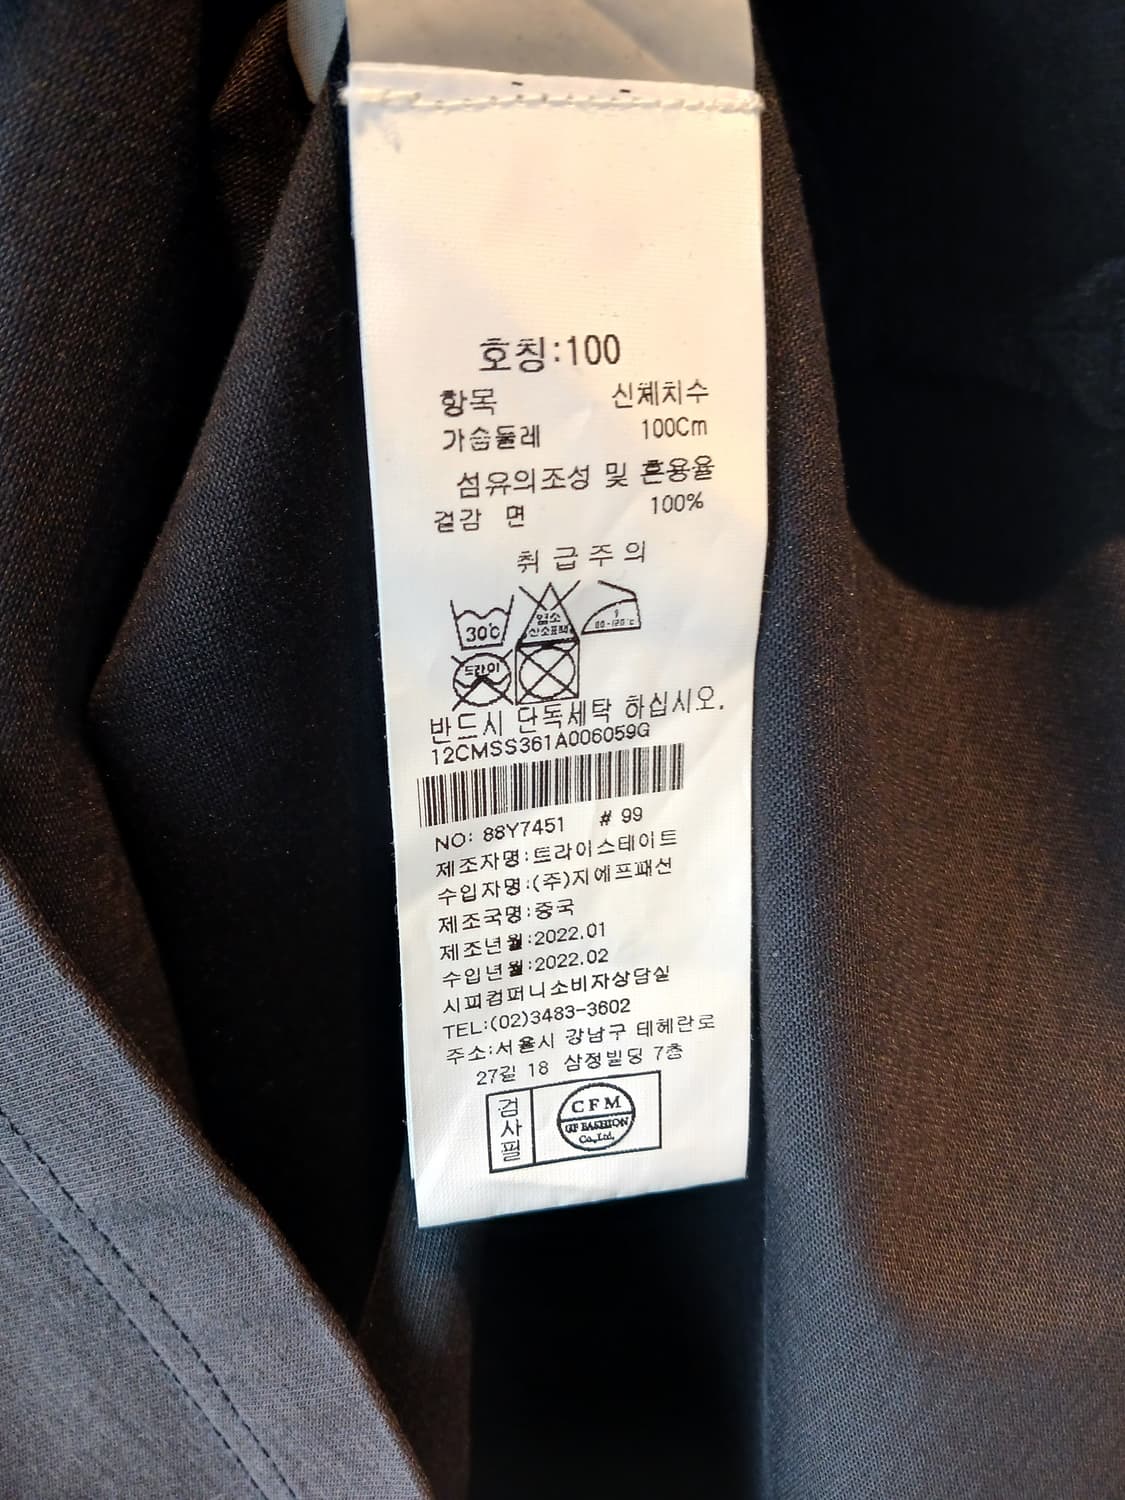 호칭:100
항목 신체치수
가슴둘레 100Cm
섬유의조성 및 혼용율
겉감 면 100%
취급주의
30℃
염소
산소표백
80-120℃
드라이
반드시 단독세탁 하십시오.
12CMSS361A006059G
NO: 88Y7451 # 99
제조자명:트라이스테이트
수입자명:(주)지에프패션
제조국명:중국
제조년월:2022.01
수입년월:2022.02
시피컴퍼니소비자상담실
TEL:(02)3483-3602
주소:서울시 강남구 테헤란로
27길 18 삼정빌딩 7층
검사필
CFM
GF FASHION
Co.,Ltd.